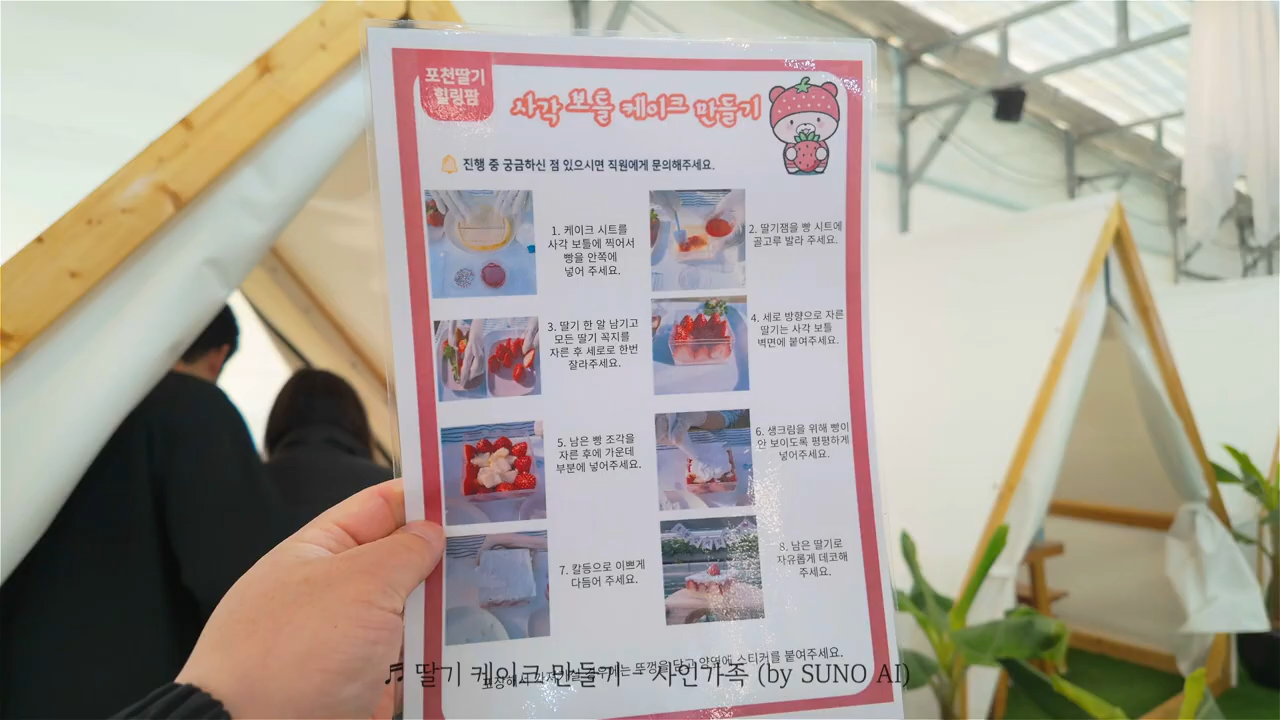 포천딸기
힐링팜
사각 보틀 케이크 만들기
진행 중 궁금하신 점 있으시면 직원에게 문의해주세요.
1. 케이크 시트를
사각 보틀에 찍어서
빵을 안쪽에
넣어 주세요.
2. 딸기잼을 빵 시트에
골고루 발라 주세요.
3. 딸기 한 알 남기고
모든 딸기 꼭지를
자른 후 세로로 한번
잘라주세요.
4. 세로 방향으로 자른
딸기는 사각 보틀
벽면에 붙여주세요.
5. 남은 빵 조각을
자른 후에 가운데
부분에 넣어주세요.
6. 생크림을 위해 빵이
안 보이도록 평평하게
넣어주세요.
7. 칼등으로 이쁘게
다듬어 주세요.
8. 남은 딸기로
자유롭게 데코해
주세요.
뚜껑을 닫고 양옆에 스티커를 붙여주세요.
♬ 딸기 케이크 만들기 - 샤인가족 (by SUNO AI)